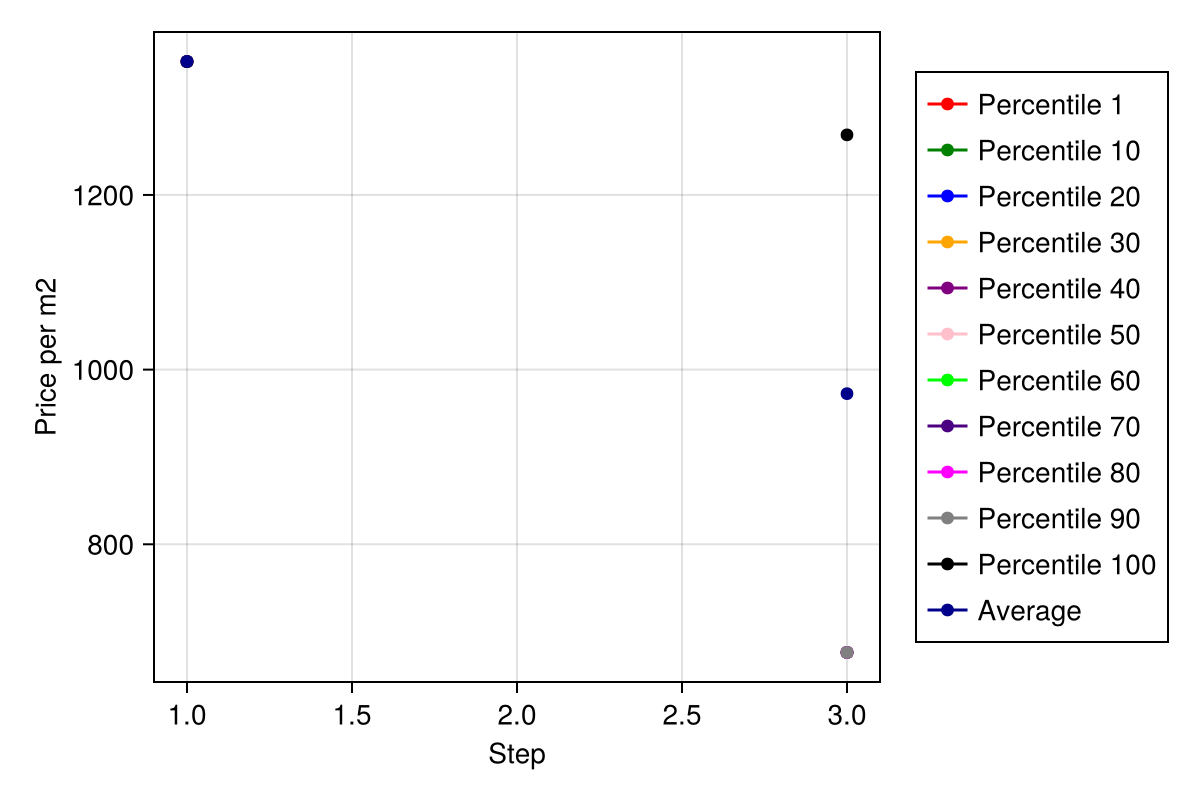 1200
1000
800
Price per m2
1.0 1.5 2.0 2.5 3.0
Step
Percentile 1
Percentile 10
Percentile 20
Percentile 30
Percentile 40
Percentile 50
Percentile 60
Percentile 70
Percentile 80
Percentile 90
Percentile 100
Average